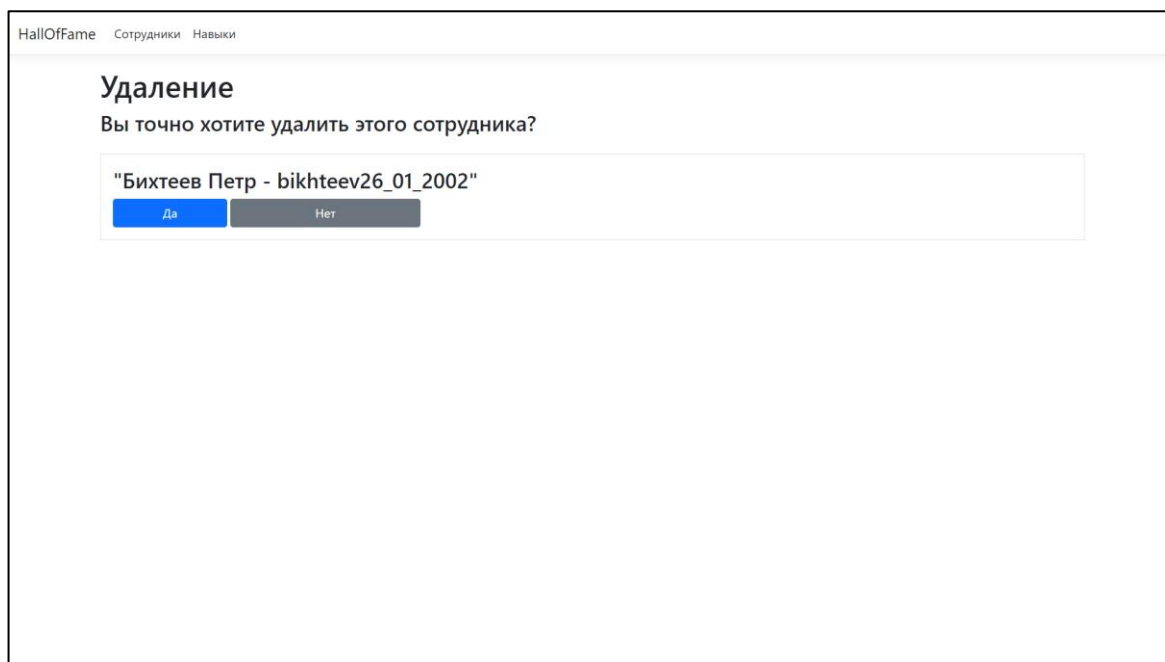 HallOfFame Сотрудники Навыки
Удаление
Вы точно хотите удалить этого сотрудника?
"Бихтеев Петр - bikhteev26_01_2002"
Да Нет